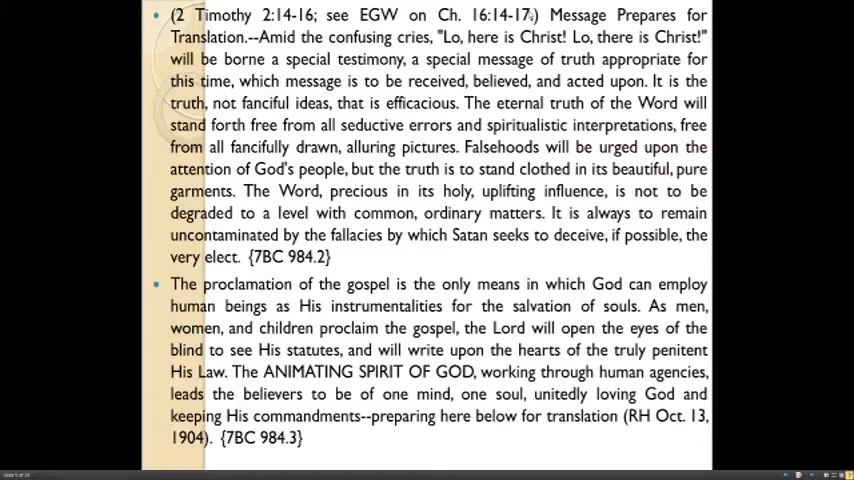 • (2 Timothy 2:14-16; see EGW on Ch. 16:14-17.) Message Prepares for
Translation.--Amid the confusing cries, "Lo, here is Christ! Lo, there is Christ!"
will be borne a special testimony, a special message of truth appropriate for
this time, which message is to be received, believed, and acted upon. It is the
truth, not fanciful ideas, that is efficacious. The eternal truth of the Word will
stand forth free from all seductive errors and spiritualistic interpretations, free
from all fancifully drawn, alluring pictures. Falsehoods will be urged upon the
attention of God's people, but the truth is to stand clothed in its beautiful, pure
garments. The Word, precious in its holy, uplifting influence, is not to be
degraded to a level with common, ordinary matters. It is always to remain
uncontaminated by the fallacies by which Satan seeks to deceive, if possible, the
very elect. {7BC 984.2}
• The proclamation of the gospel is the only means in which God can employ
human beings as His instrumentalities for the salvation of souls. As men,
women, and children proclaim the gospel, the Lord will open the eyes of the
blind to see His statutes, and will write upon the hearts of the truly penitent
His Law. The ANIMATING SPIRIT OF GOD, working through human agencies,
leads the believers to be of one mind, one soul, unitedly loving God and
keeping His commandments--preparing here below for translation (RH Oct. 13,
1904). {7BC 984.3}